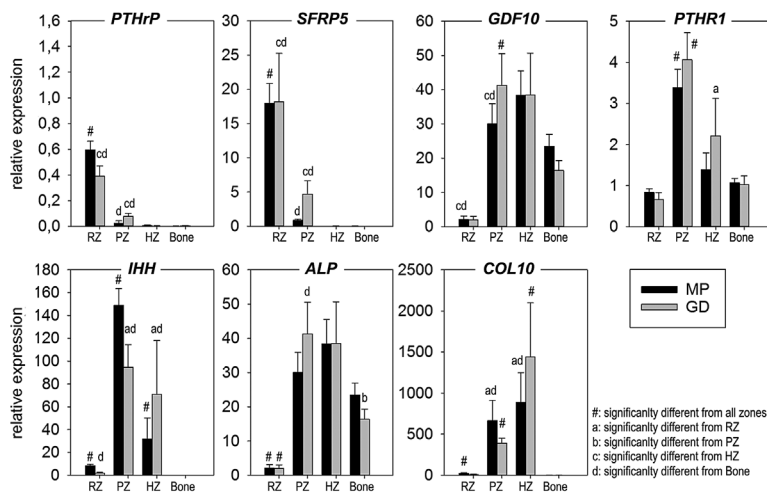 PTHrP
relative expression
1,6
1,4
1,2
1,0
0,8
0,6
0,4
0,2
0,0
#
cd
d
cd
RZ PZ HZ Bone
SFRP5
30
25
20
15
10
5
0
#
cd
d
cd
RZ PZ HZ Bone
GDF10
60
50
40
30
20
10
0
cd
cd
#
RZ PZ HZ Bone
PTHR1
5
4
3
2
1
0
#
#
a
RZ PZ HZ Bone
IHH
relative expression
180
160
140
120
100
80
60
40
20
0
#
d
#
ad
#
ad
RZ PZ HZ Bone
ALP
60
50
40
30
20
10
0
#
#
d
b
RZ PZ HZ Bone
COL10
2500
2000
1500
1000
500
0
#
ad
#
ad
#
RZ PZ HZ Bone
MP
GD
#: significanlty different from all zones
a: significanlty different from RZ
b: significanlty different from PZ
c: significanlty different from HZ
d: significanlty different from Bone